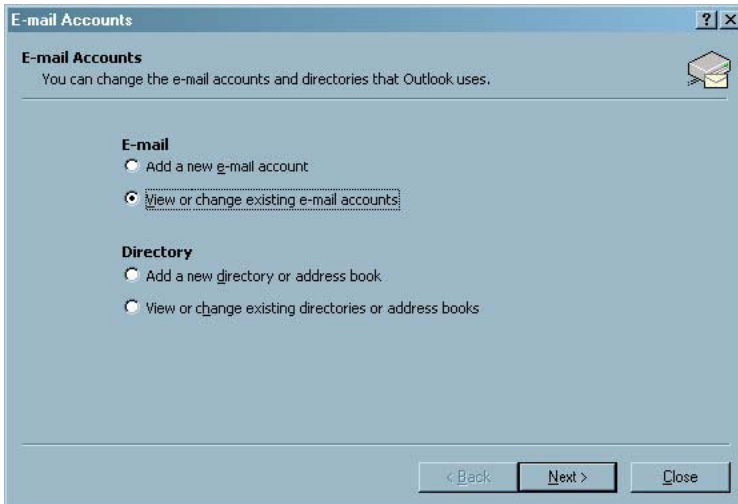 E-mail Accounts
E-mail Accounts
You can change the e-mail accounts and directories that Outlook uses.
E-mail
Add a new e-mail account
View or change existing e-mail accounts
Directory
Add a new directory or address book
View or change existing directories or address books
< Back
Next >
Close